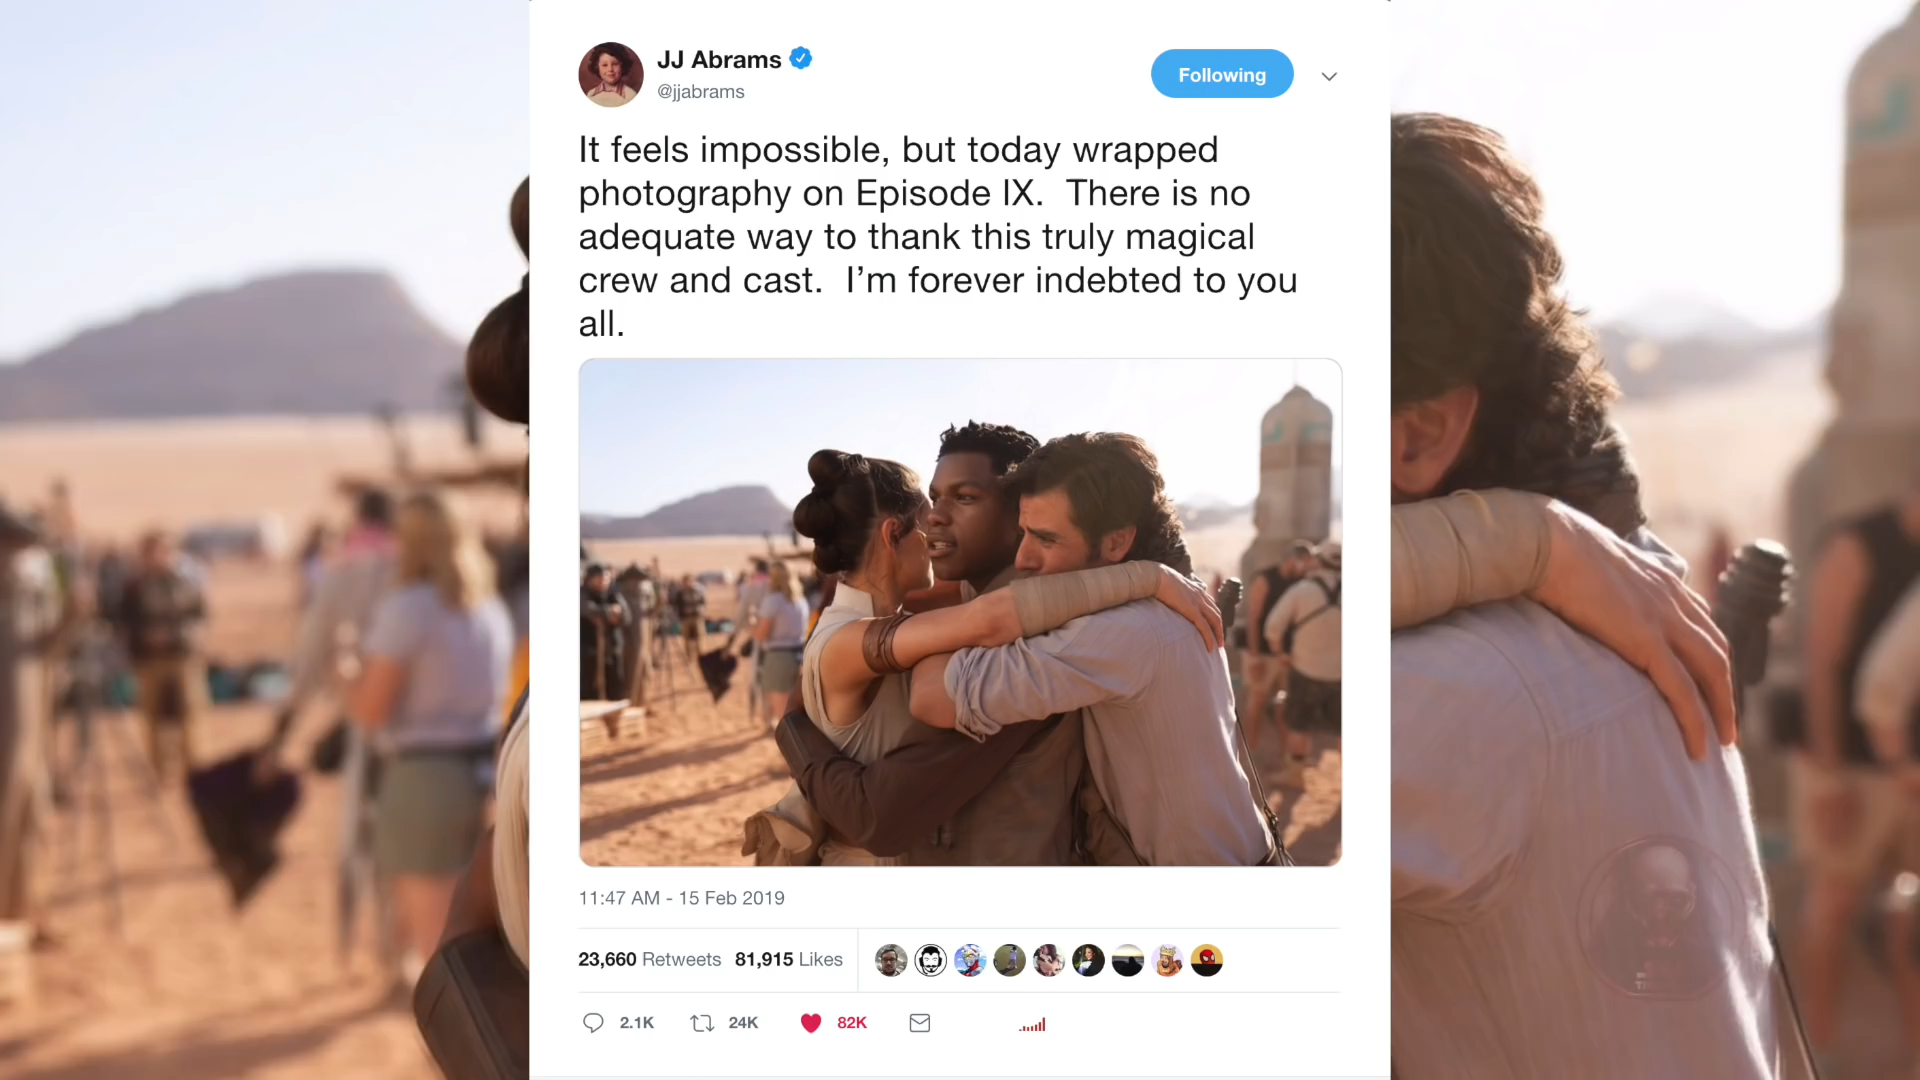 JJ Abrams
@jjabrams
Following
It feels impossible, but today wrapped
photography on Episode IX.  There is no
adequate way to thank this truly magical
crew and cast.  I’m forever indebted to you
all.
11:47 AM - 15 Feb 2019
23,660 Retweets 81,915 Likes
2.1K 24K 82K